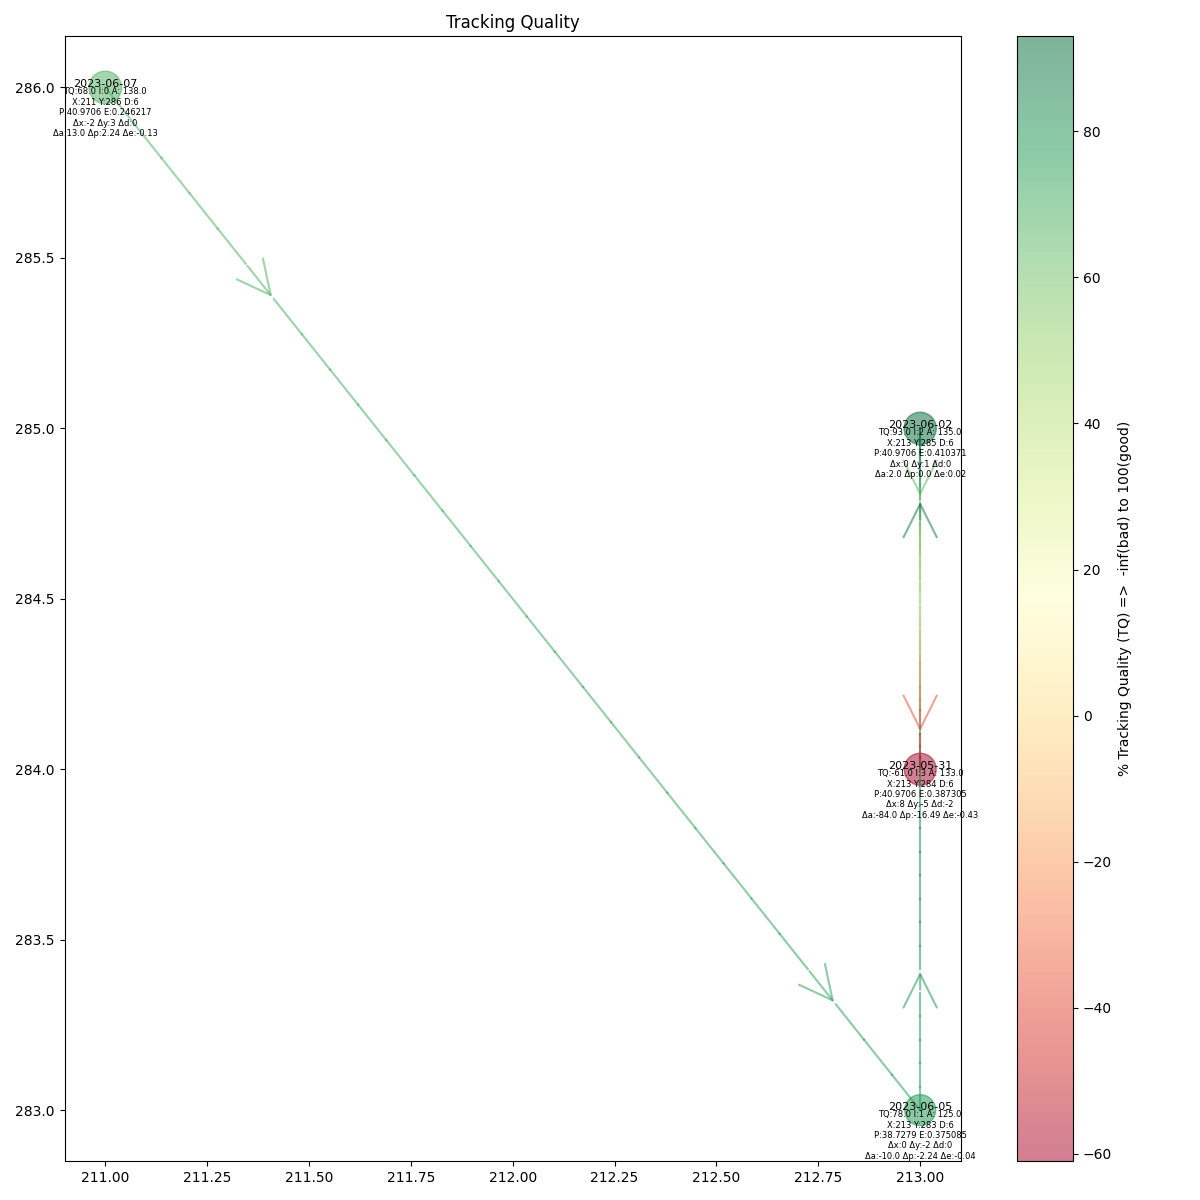 Tracking Quality
286.0
285.5
285.0
284.5
284.0
283.5
283.0
2023-06-07
TQ:68.0 I:0 A: 138.0
X:211 Y:286 D:6
P:40.9706 E:0.246217
Δx:-2 Δy:3 Δd:0
Δa:13.0 Δp:2.24 Δe:-0.13
2023-06-02
TQ:93.0 I:2 A: 135.0
X:213 Y:285 D:6
P:40.9706 E:0.410371
Δx:0 Δy:1 Δd:0
Δa:2.0 Δp:0.0 Δe:0.02
2023-05-31
TQ:-61.0 I:3 A: 133.0
X:213 Y:284 D:6
P:40.9706 E:0.387305
Δx:8 Δy:-5 Δd:-2
Δa:-84.0 Δp:-16.49 Δe:-0.43
2023-06-05
TQ:78.0 I:1 A: 125.0
X:213 Y:283 D:6
P:38.7279 E:0.375085
Δx:0 Δy:-2 Δd:0
Δa:-10.0 Δp:-2.24 Δe:-0.04
211.00
211.25
211.50
211.75
212.00
212.25
212.50
212.75
213.00
80
60
40
20
0
−20
−40
−60
% Tracking Quality (TQ) => -inf(bad) to 100(good)